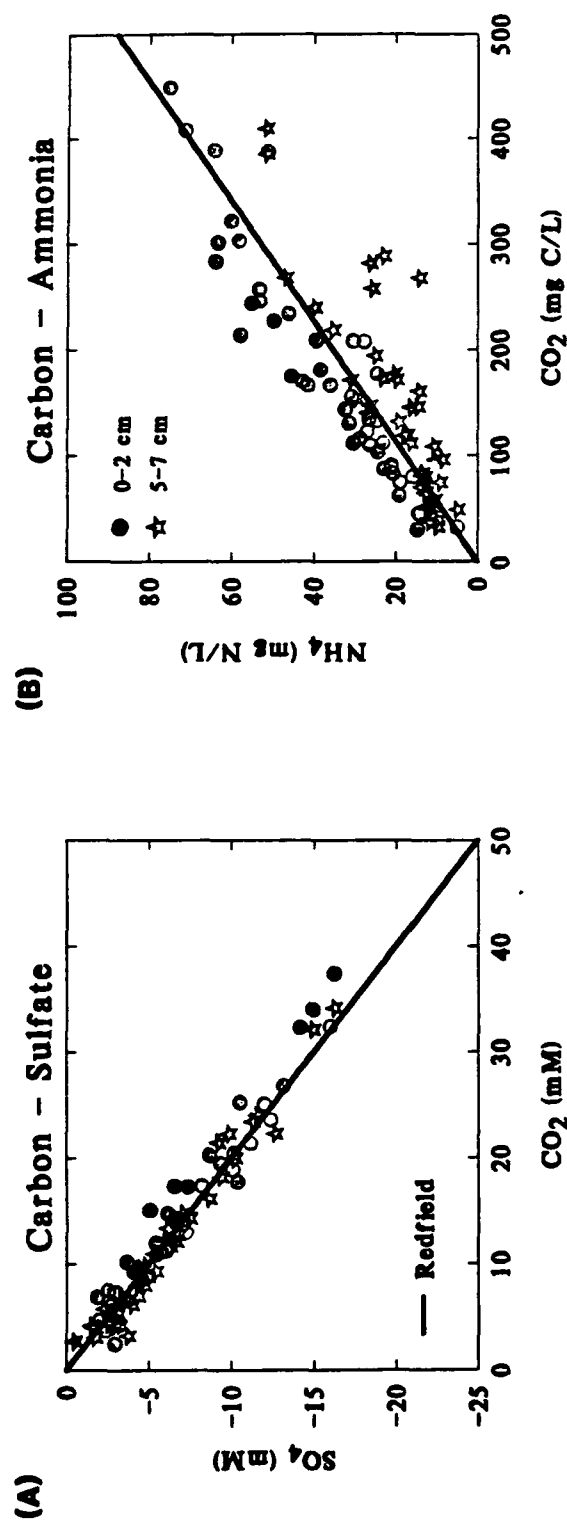 (A)
Carbon – Sulfate
0
-5
-10
-15
-20
-25
SO₄ (mM)
0
10
20
30
40
50
CO₂ (mM)
Redfield
(B)
Carbon – Ammonia
100
80
60
40
20
0
NH₄ (mg N/L)
0
100
200
300
400
500
CO₂ (mg C/L)
0-2 cm
5-7 cm